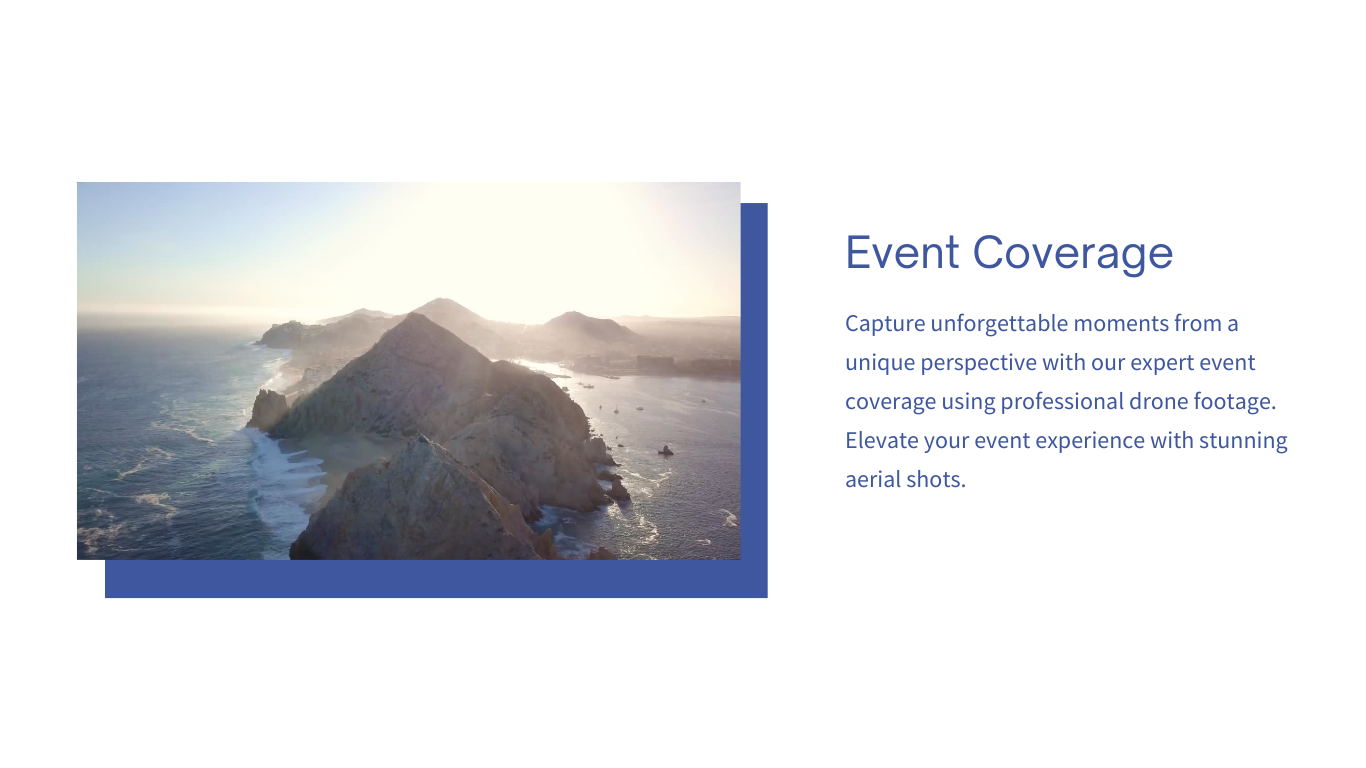 Event Coverage
Capture unforgettable moments from a
unique perspective with our expert event
coverage using professional drone footage.
Elevate your event experience with stunning
aerial shots.